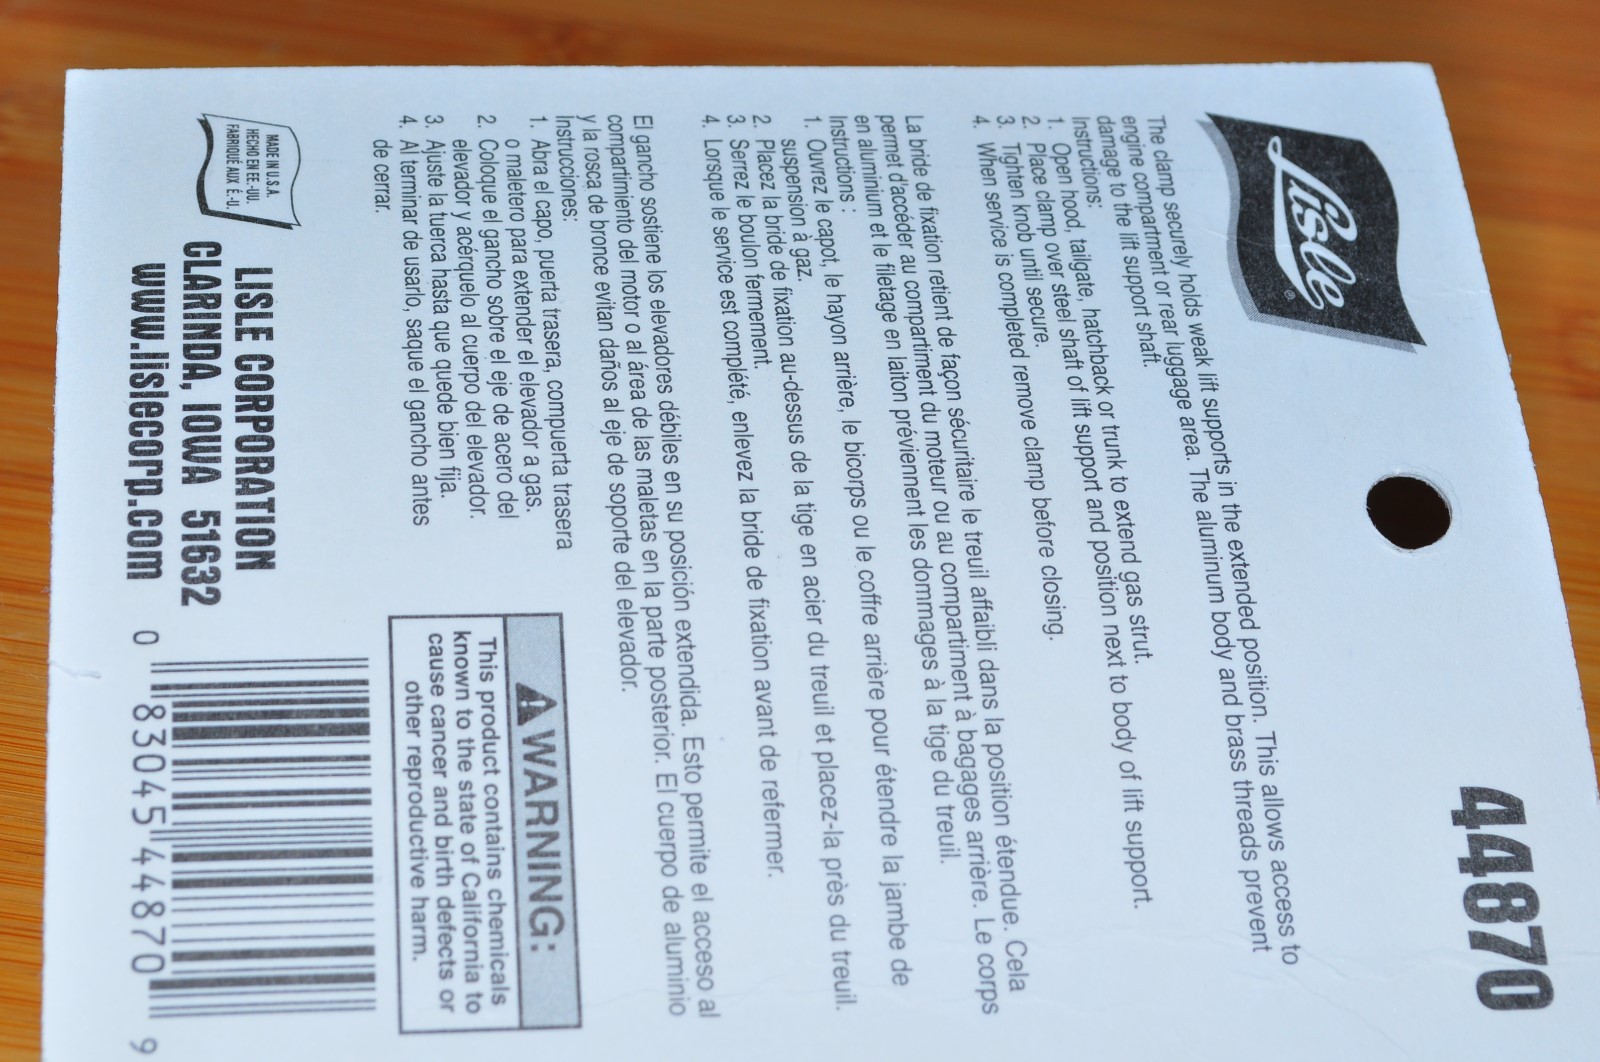 Lisle®
44870
The clamp securely holds weak lift supports in the extended position. This allows access to
engine compartment or rear luggage area. The aluminum body and brass threads prevent
damage to the lift support shaft.
Instructions:
1. Open hood, tailgate, hatchback or trunk to extend gas strut.
2. Place clamp over steel shaft of lift support and position next to body of lift support.
3. Tighten knob until secure.
4. When service is completed remove clamp before closing.
La bride de fixation retient de façon sécuritaire le treuil affaibli dans la position étendue. Cela
permet d'accéder au compartiment du moteur ou au compartiment à bagages arrière. Le corps
en aluminium et le filetage en laiton préviennent les dommages à la tige du treuil.
Instructions :
1. Ouvrez le capot, le hayon arrière, le bicorps ou le coffre arrière pour étendre la jambe de
suspension à gaz.
2. Placez la bride de fixation au-dessus de la tige en acier du treuil et placez-la près du treuil.
3. Serrez le boulon fermement.
4. Lorsque le service est complété, enlevez la bride de fixation avant de refermer.
El gancho sostiene los elevadores débiles en su posición extendida. Esto permite el acceso al
compartimiento del motor o al área de las maletas en la parte posterior. El cuerpo de aluminio
y la rosca de bronce evitan daños al eje de soporte del elevador.
Instrucciones:
1. Abra el capo, puerta trasera, compuerta trasera
o maletero para extender el elevador a gas.
2. Coloque el gancho sobre el eje de acero del
elevador y acérquelo al cuerpo del elevador.
3. Ajuste la tuerca hasta que quede bien fija.
4. Al terminar de usarlo, saque el gancho antes
de cerrar.
WARNING:
This product contains chemicals
known to the state of California to
cause cancer and birth defects or
other reproductive harm.
MADE IN U.S.A.
HECHO EN EE.-UU.
FABRIQUÉ AUX É.-U.
LISLE CORPORATION
CLARINDA, IOWA 51632
www.lislecorp.com
0 83045 44870 9